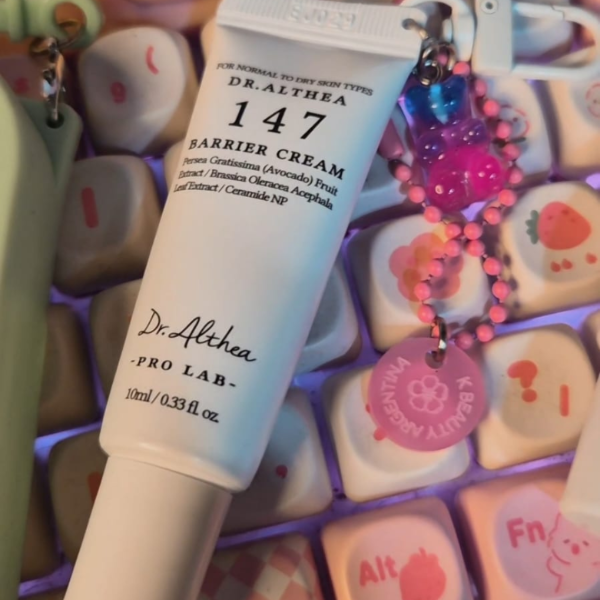 FOR NORMAL TO DRY SKIN TYPES
DR.ALTHEA
147
BARRIER CREAM
Persea Gratissima (Avocado) Fruit
Extract / Brassica Oleracea Acephala
Leaf Extract / Ceramide NP
Dr. Althea
-PRO LAB-
10ml / 0.33 fl. oz.
K BEAUTY ARGENTINA
9
(
?
Alt
Fn